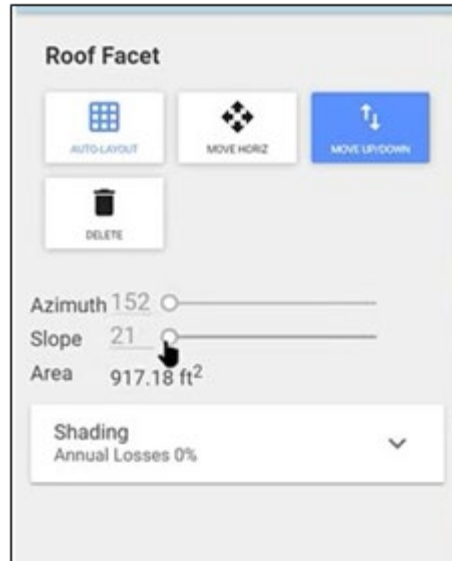 Roof Facet
AUTO-LAYOUT MOVE HORIZ MOVE UP/DOWN
DELETE
Azimuth 152
Slope 21
Area 917.18 ft²
Shading
Annual Losses 0%